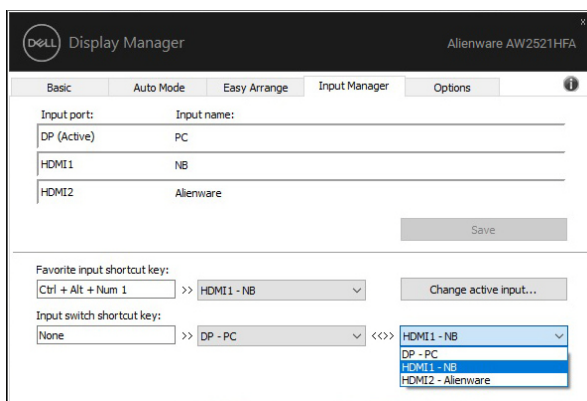 x
DELL Display Manager Alienware AW2521HFA
Basic Auto Mode Easy Arrange Input Manager Options i
Input port: Input name:
DP (Active) PC
HDMI1 NB
HDMI2 Alienware
Save
Favorite input shortcut key:
Ctrl + Alt + Num 1 >> HDMI1 - NB Change active input...
Input switch shortcut key:
None >> DP - PC <<>> HDMI1 - NB
DP - PC
HDMI1 - NB
HDMI2 - Alienware